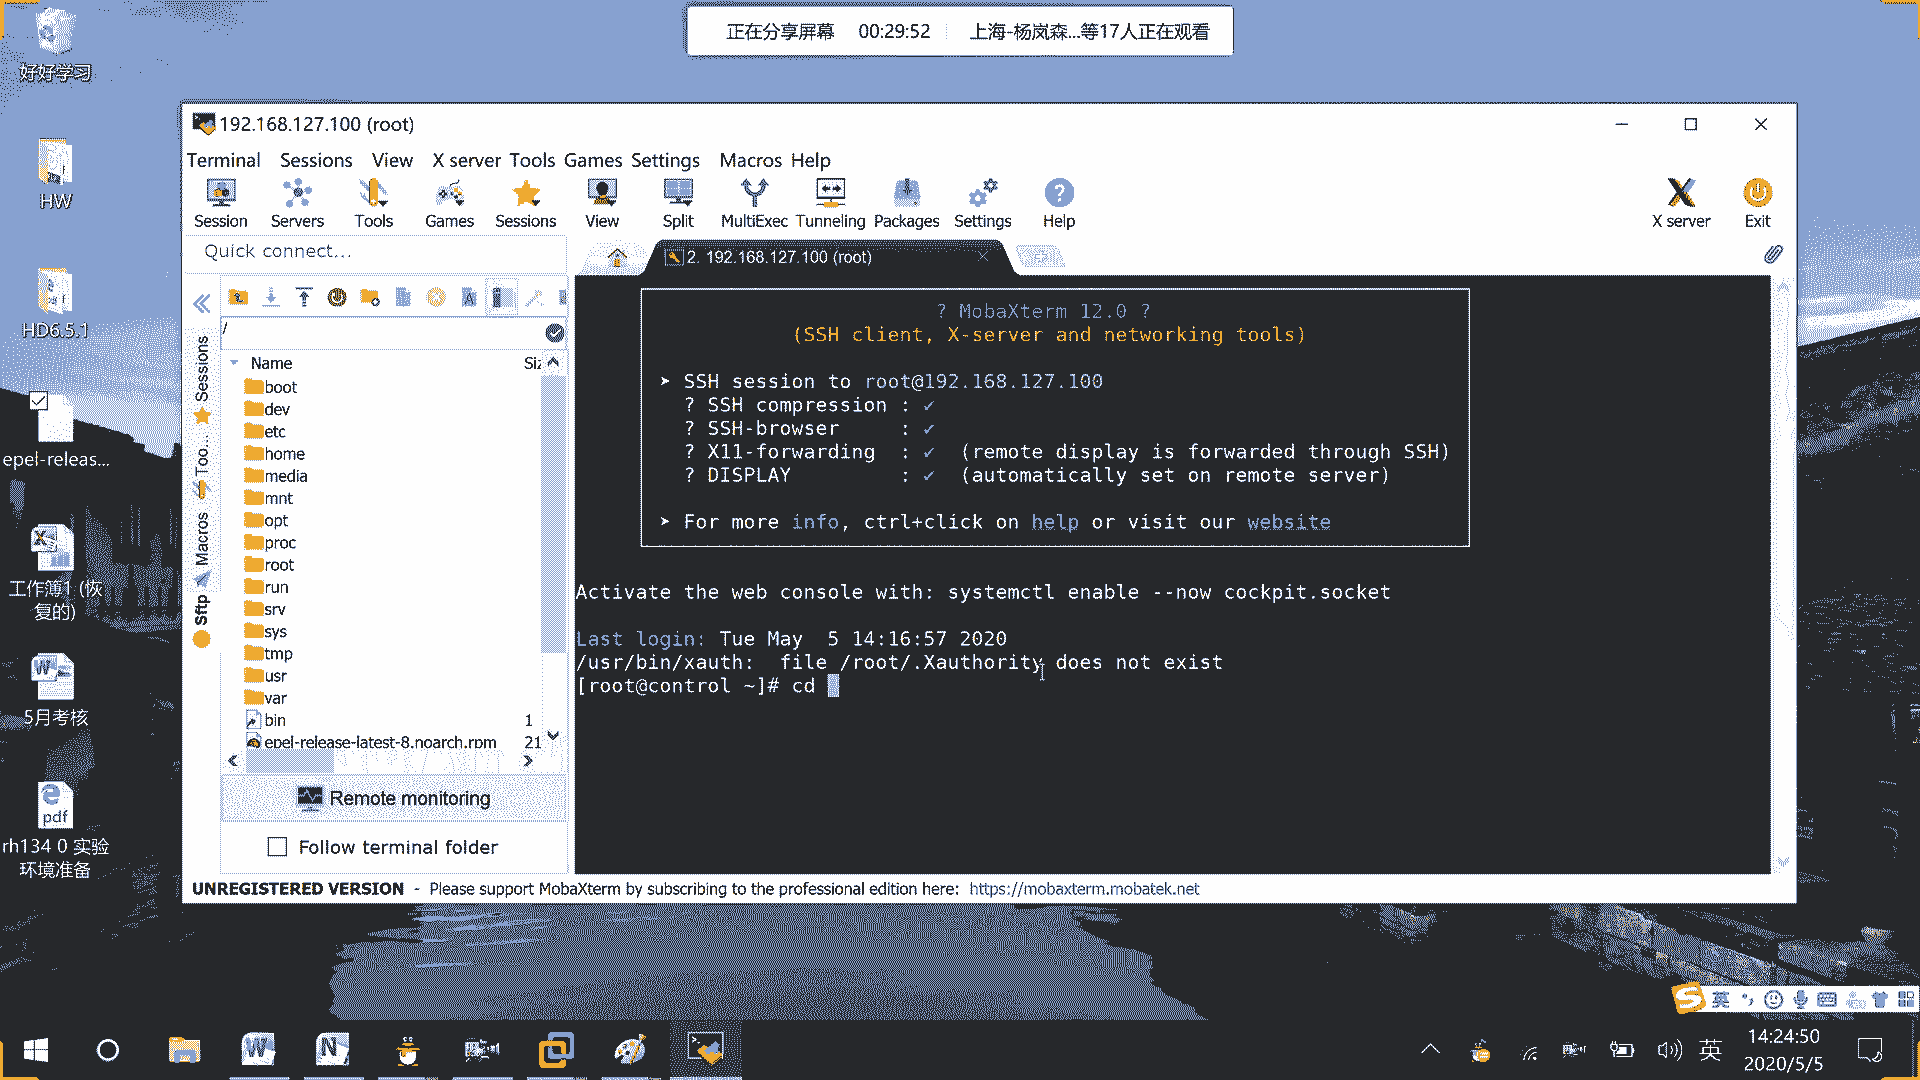 正在分享屏幕 00:29:52 上海-杨岚森...等17人正在观看
好好学习
HW
HD6.5.1
epel-releas...
工作簿1 (恢
复的)
5月考核
pdf
rh134 0 实验
环境准备
192.168.127.100 (root)
Terminal Sessions View X server Tools Games Settings Macros Help
Session Servers Tools Games Sessions View Split MultiExec Tunneling Packages Settings Help X server Exit
Quick connect...
2. 192.168.127.100 (root)
/
Name Siz
boot
dev
etc
home
media
mnt
opt
proc
root
run
srv
sys
tmp
usr
var
bin 1
epel-release-latest-8.noarch.rpm 21
Sessions
Too...
Macros
Sftp
Remote monitoring
Follow terminal folder
? MobaXterm 12.0 ?
(SSH client, X-server and networking tools)
➤ SSH session to root@192.168.127.100
? SSH compression : ✓
? SSH-browser : ✓
? X11-forwarding : ✓ (remote display is forwarded through SSH)
? DISPLAY : ✓ (automatically set on remote server)
➤ For more info, ctrl+click on help or visit our website
Activate the web console with: systemctl enable --now cockpit.socket
Last login: Tue May 5 14:16:57 2020
/usr/bin/xauth: file /root/.Xauthority does not exist
[root@control ~]# cd
UNREGISTERED VERSION - Please support MobaXterm by subscribing to the professional edition here: https://mobaxterm.mobatek.net
英
英
14:24:50
2020/5/5